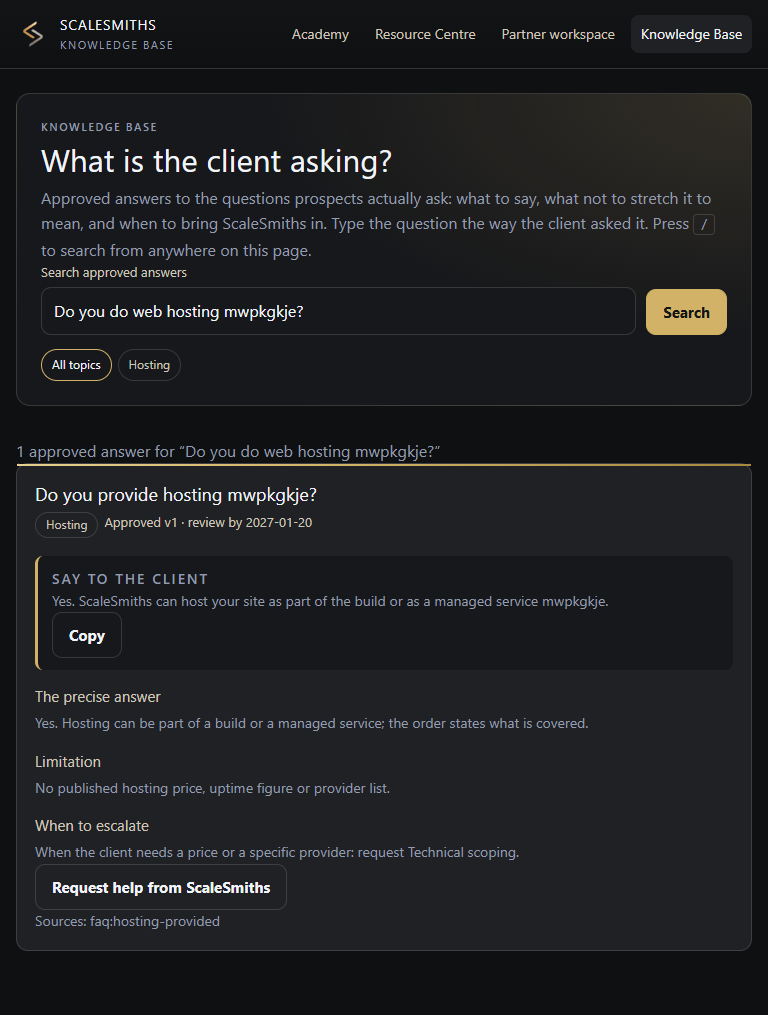 SCALESMITHS
KNOWLEDGE BASE
Academy
Resource Centre
Partner workspace
Knowledge Base
KNOWLEDGE BASE
What is the client asking?
Approved answers to the questions prospects actually ask: what to say, what not to stretch it to
mean, and when to bring ScaleSmiths in. Type the question the way the client asked it. Press /
to search from anywhere on this page.
Search approved answers
Do you do web hosting mwpkgkje?
Search
All topics
Hosting
1 approved answer for “Do you do web hosting mwpkgkje?”
Do you provide hosting mwpkgkje?
Hosting
Approved v1 · review by 2027-01-20
SAY TO THE CLIENT
Yes. ScaleSmiths can host your site as part of the build or as a managed service mwpkgkje.
Copy
The precise answer
Yes. Hosting can be part of a build or a managed service; the order states what is covered.
Limitation
No published hosting price, uptime figure or provider list.
When to escalate
When the client needs a price or a specific provider: request Technical scoping.
Request help from ScaleSmiths
Sources: faq:hosting-provided